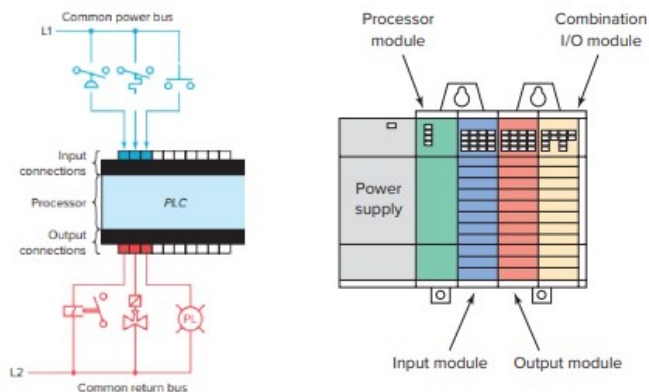 Common power bus
L1
Input
connections
Processor
PLC
Output
connections
PL
L2
Common return bus
Processor
module
Combination
I/O module
Power
supply
Input module
Output module